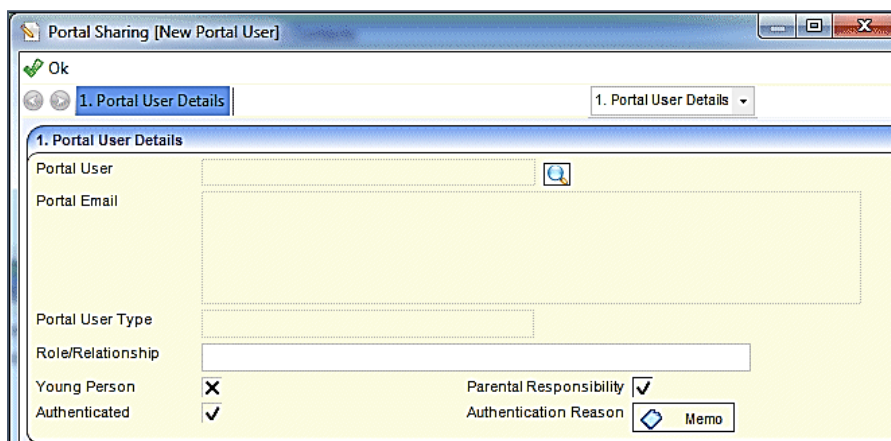 Portal Sharing [New Portal User]
Ok
1. Portal User Details 1. Portal User Details
1. Portal User Details
Portal User
Portal Email
Portal User Type
Role/Relationship
Young Person Parental Responsibility
Authenticated Authentication Reason Memo